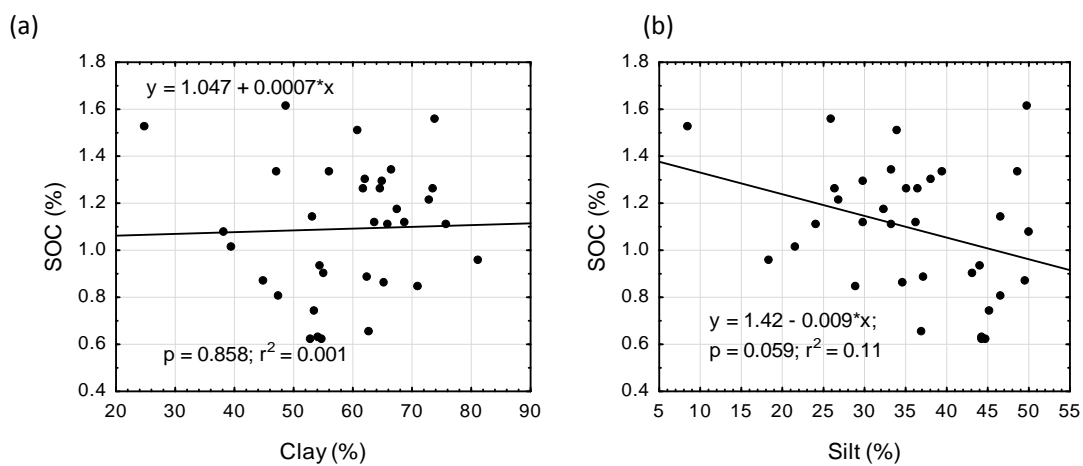 (a)
y = 1.047 + 0.0007*x
p = 0.858; r² = 0.001
SOC (%)
1.8
1.6
1.4
1.2
1.0
0.8
0.6
0.4
20 30 40 50 60 70 80 90
Clay (%)
(b)
y = 1.42 - 0.009*x;
p = 0.059; r² = 0.11
SOC (%)
1.8
1.6
1.4
1.2
1.0
0.8
0.6
0.4
5 10 15 20 25 30 35 40 45 50 55
Silt (%)